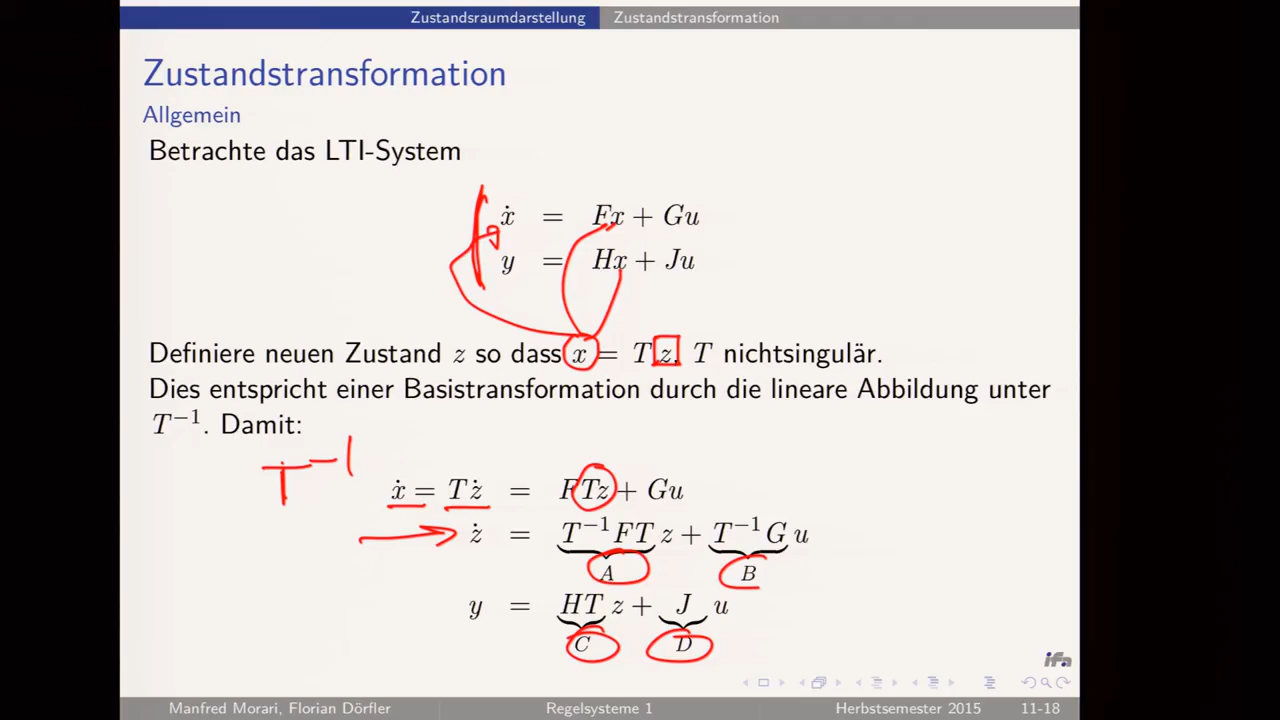 Zustandsraumdarstellung Zustandstransformation
Zustandstransformation
Allgemein
Betrachte das LTI-System
ẋ = Fx + Gu
y = Hx + Ju
Definiere neuen Zustand z so dass x = Tz, T nichtsingulär.
Dies entspricht einer Basistransformation durch die lineare Abbildung unter
T⁻¹. Damit:
T⁻¹
ẋ = Tż = FTz + Gu
ż = T⁻¹FT z + T⁻¹G u
A B
y = HT z + J u
C D
ifa
Manfred Morari, Florian Dörfler Regelsysteme 1 Herbstsemester 2015 11-18